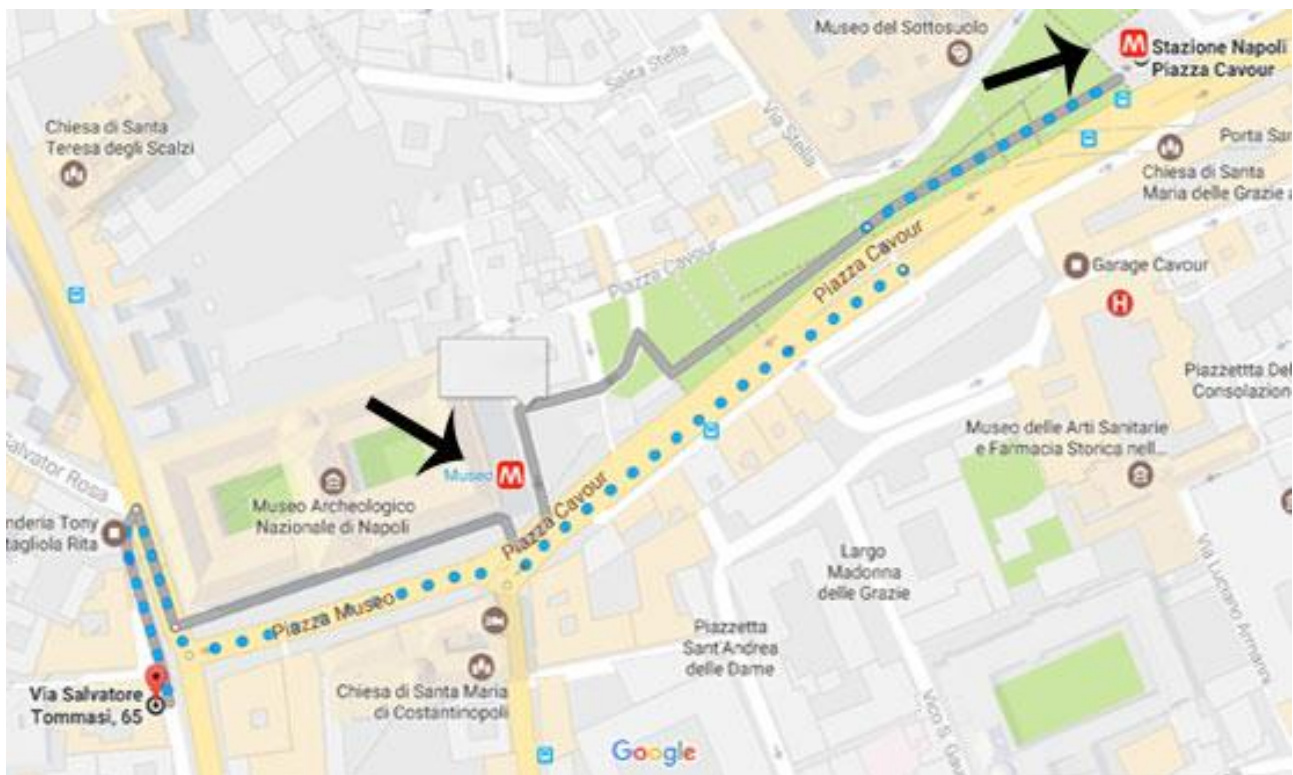 Museo del Sottosuolo
M
Stazione Napoli
Piazza Cavour
Salita Stella
Via Stella
Chiesa di Santa
Teresa degli Scalzi
Porta San
Chiesa di Santa
Maria delle Grazie a
Piazza Cavour
Piazza Cavour
Garage Cavour
H
Piazzettta Del
Consolazion
Museo delle Arti Sanitarie
e Farmacia Storica nell...
Museo
M
Salvator Rosa
Museo Archeologico
Nazionale di Napoli
nderia Tony
tagliola Rita
Piazza Cavour
Largo
Madonna
delle Grazie
Via Luciano Armanni
Piazza Museo
Piazzetta
Sant'Andrea
delle Dame
Via Salvatore
Tommasi, 65
Chiesa di Santa Maria
di Costantinopoli
Vico S. Gau
Google